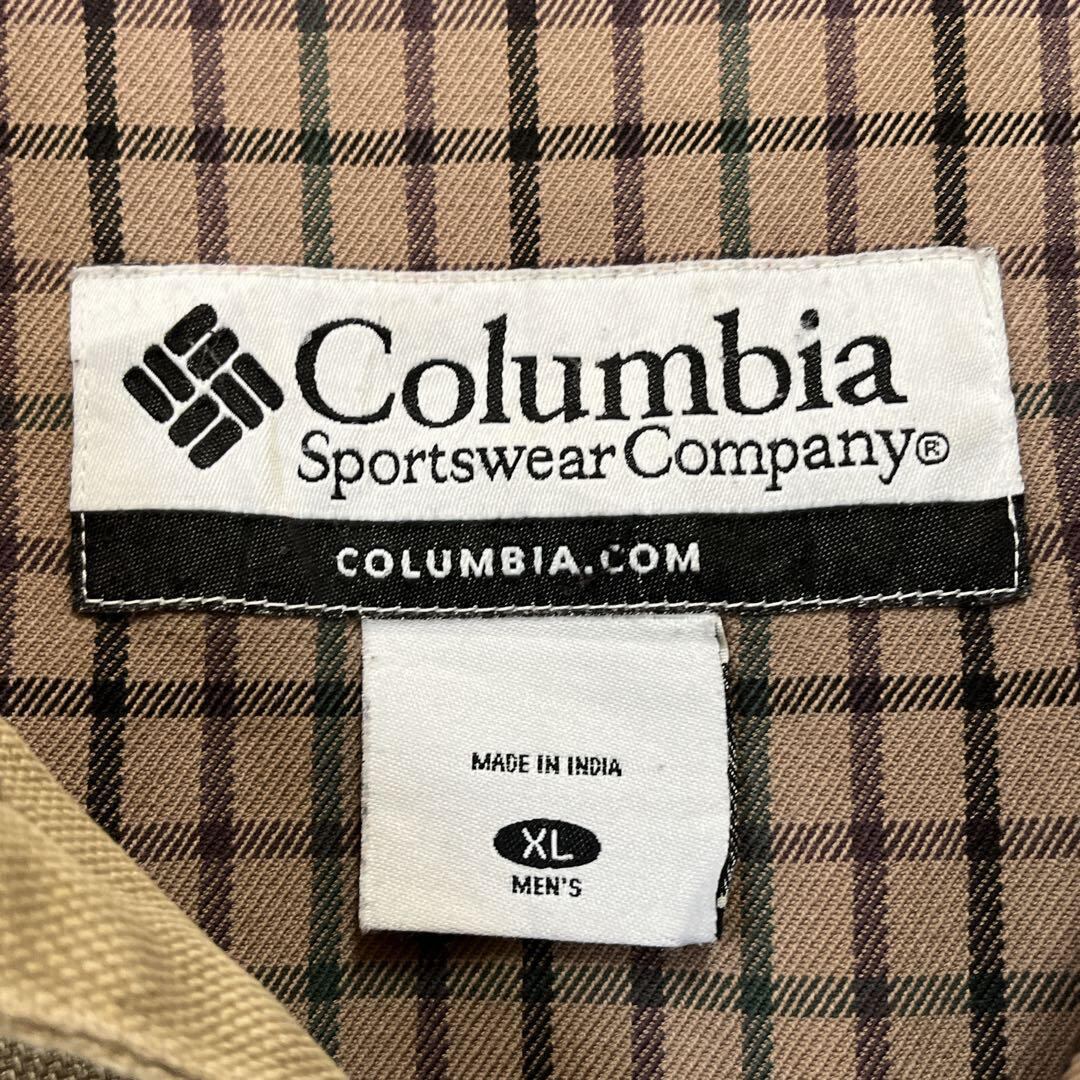 Columbia
Sportswear Company®
COLUMBIA.COM
MADE IN INDIA
XL
MEN'S